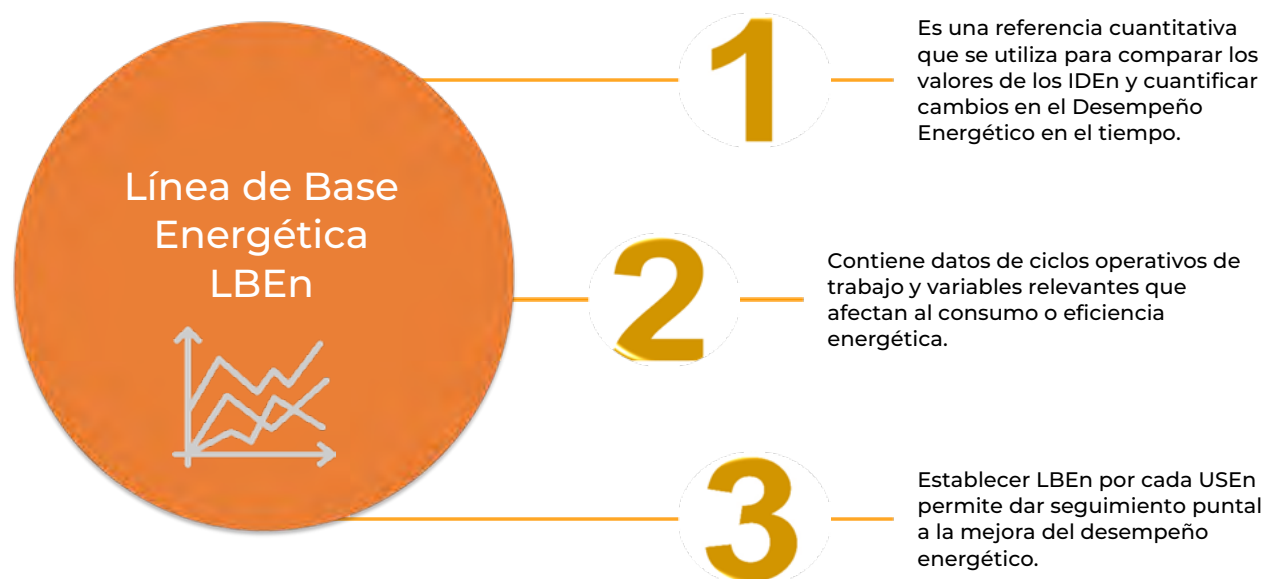 Línea de Base
Energética
LBEn
1
Es una referencia cuantitativa
que se utiliza para comparar los
valores de los IDEn y cuantificar
cambios en el Desempeño
Energético en el tiempo.
2
Contiene datos de ciclos operativos de
trabajo y variables relevantes que
afectan al consumo o eficiencia
energética.
3
Establecer LBEn por cada USEn
permite dar seguimiento puntal
a la mejora del desempeño
energético.